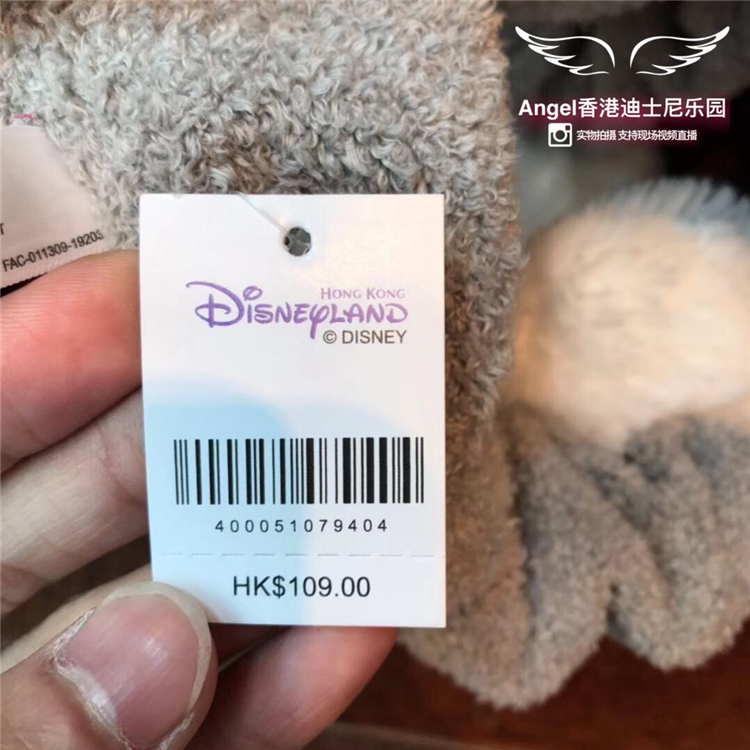 Angel香港迪士尼乐园
实物拍摄 支持现场视频直播
T
FAC-011309-19203
HONG KONG
DISNEYLAND
© DISNEY
400051079404
HK$109.00